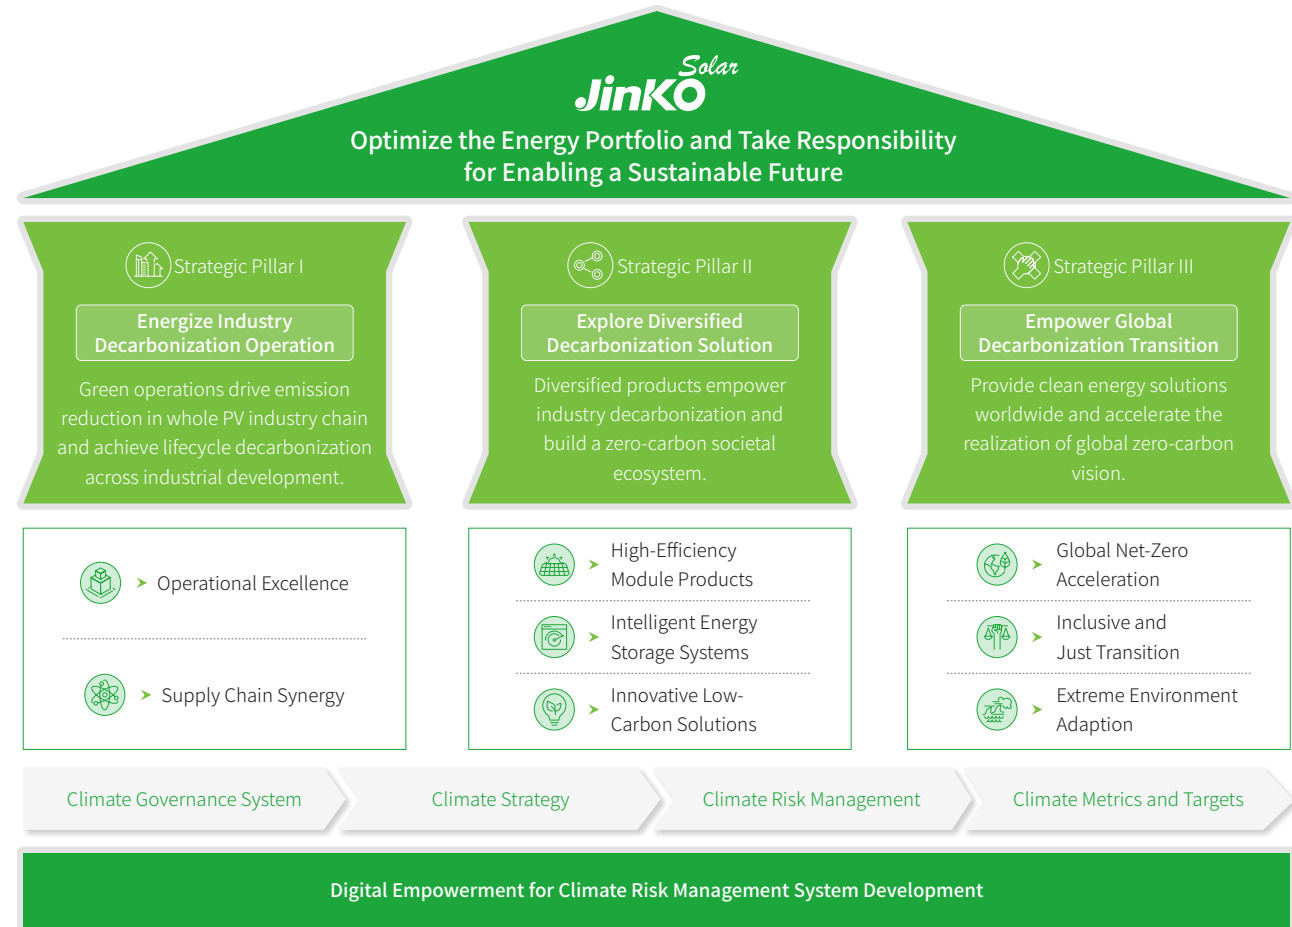 Solar
JinKO
Optimize the Energy Portfolio and Take Responsibility
for Enabling a Sustainable Future
Strategic Pillar I
Energize Industry
Decarbonization Operation
Green operations drive emission
reduction in whole PV industry chain
and achieve lifecycle decarbonization
across industrial development.
Strategic Pillar II
Explore Diversified
Decarbonization Solution
Diversified products empower
industry decarbonization and
build a zero-carbon societal
ecosystem.
Strategic Pillar III
Empower Global
Decarbonization Transition
Provide clean energy solutions
worldwide and accelerate the
realization of global zero-carbon
vision.
Operational Excellence
Supply Chain Synergy
High-Efficiency
Module Products
Intelligent Energy
Storage Systems
Innovative Low-
Carbon Solutions
Global Net-Zero
Acceleration
Inclusive and
Just Transition
Extreme Environment
Adaption
Climate Governance System
Climate Strategy
Climate Risk Management
Climate Metrics and Targets
Digital Empowerment for Climate Risk Management System Development